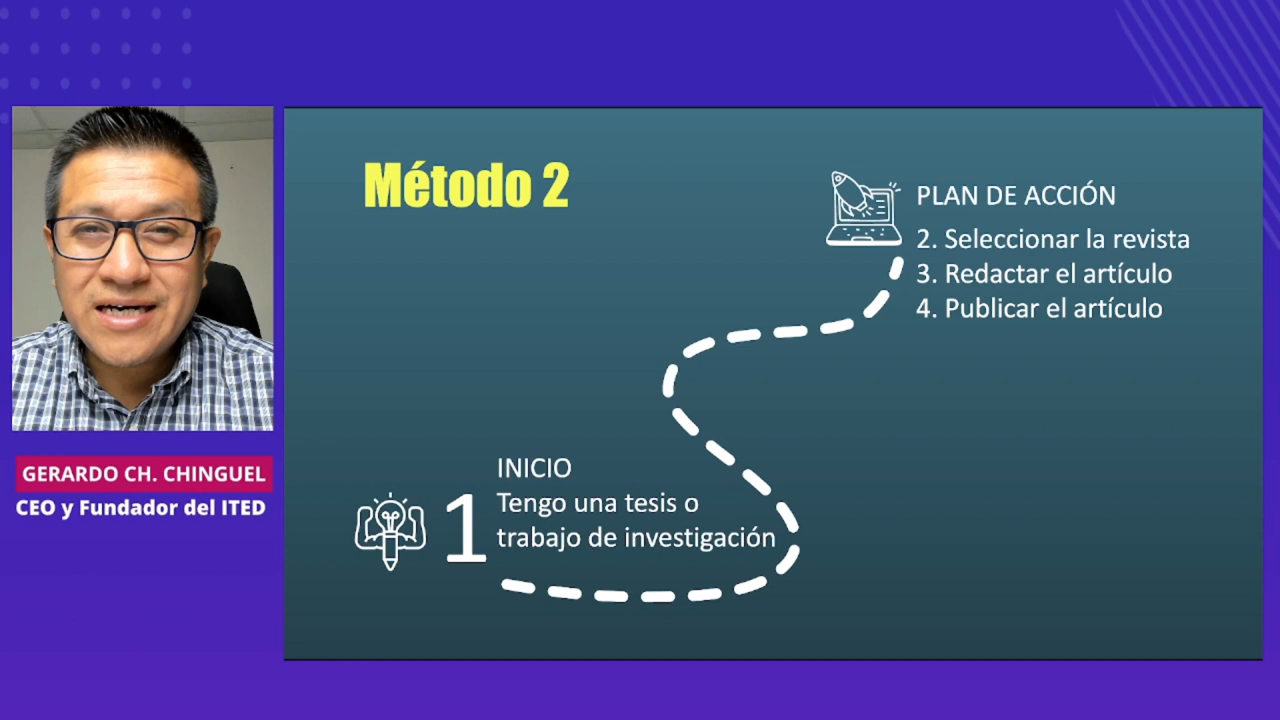 Método 2
PLAN DE ACCIÓN
2. Seleccionar la revista
3. Redactar el artículo
4. Publicar el artículo
INICIO
1
Tengo una tesis o
trabajo de investigación
GERARDO CH. CHINGUEL
CEO y Fundador del ITED